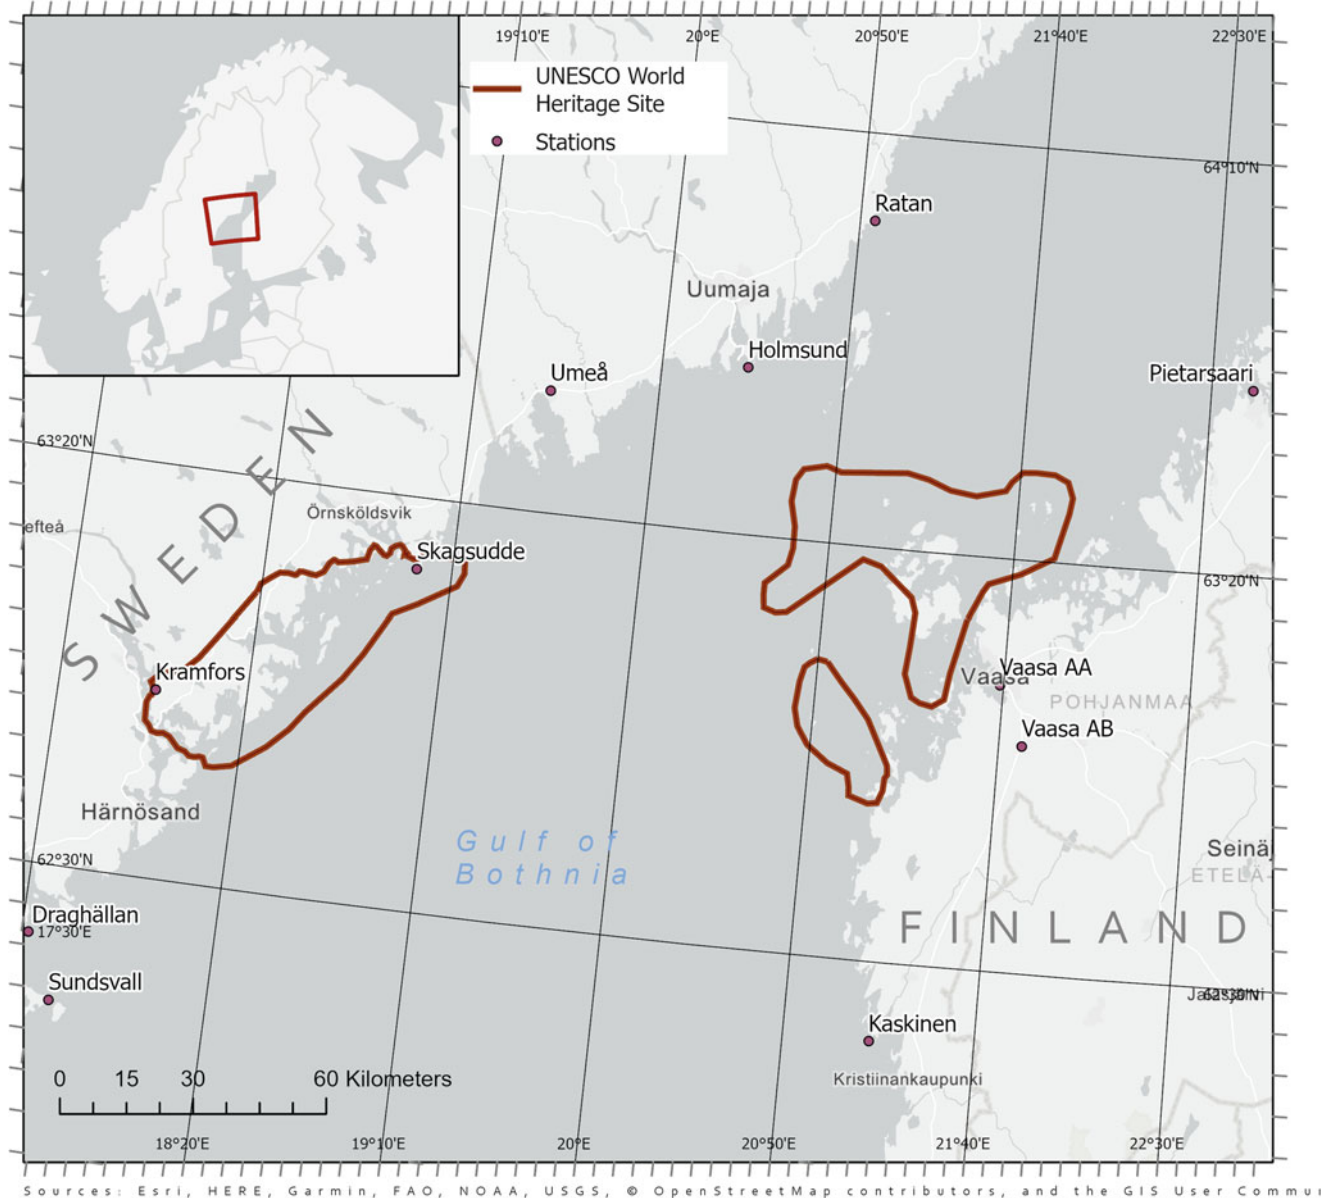 19°10'E
20°E
20°50'E
21°40'E
22°30'E
UNESCO World
Heritage Site
Stations
64°10'N
Ratan
Uumaja
Holmsund
Umeå
Pietarsaari
63°20'N
SWEDEN
Örnsköldsvik
efteå
Skagsudde
63°20'N
Kramfors
Vaasa AA
Vaasa
POHJANMAA
Vaasa AB
Härnösand
Gulf of
Bothnia
62°30'N
Seinäj
ETELÄ-
Draghällan
17°30'E
FINLAND
Sundsvall
62°30'N
Kaskinen
Kristiinankaupunki
0 15 30 60 Kilometers
18°20'E
19°10'E
20°E
20°50'E
21°40'E
22°30'E
Sources: Esri, HERE, Garmin, FAO, NOAA, USGS, © OpenStreetMap contributors, and the GIS User Commu